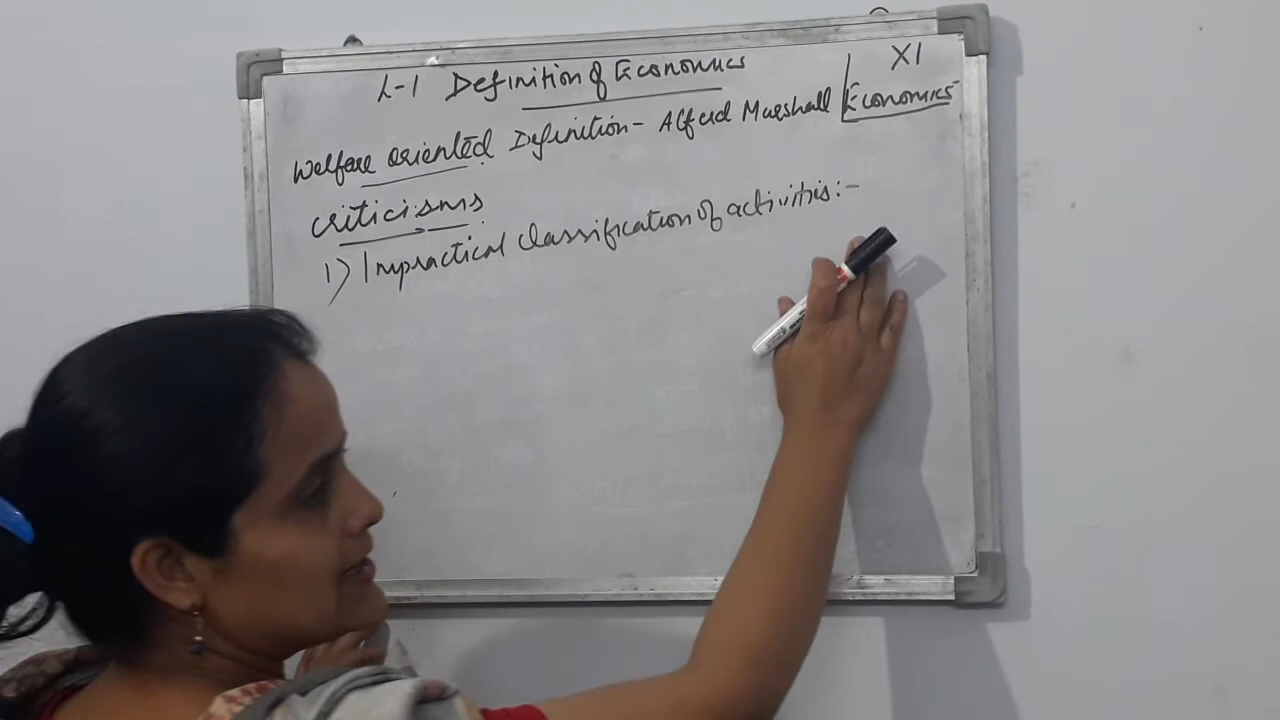 L-1 Definition of Economics
XI
Economics
Welfare oriented Definition- Alfred Marshall
criticisms
1) Impractical classification of activities:-